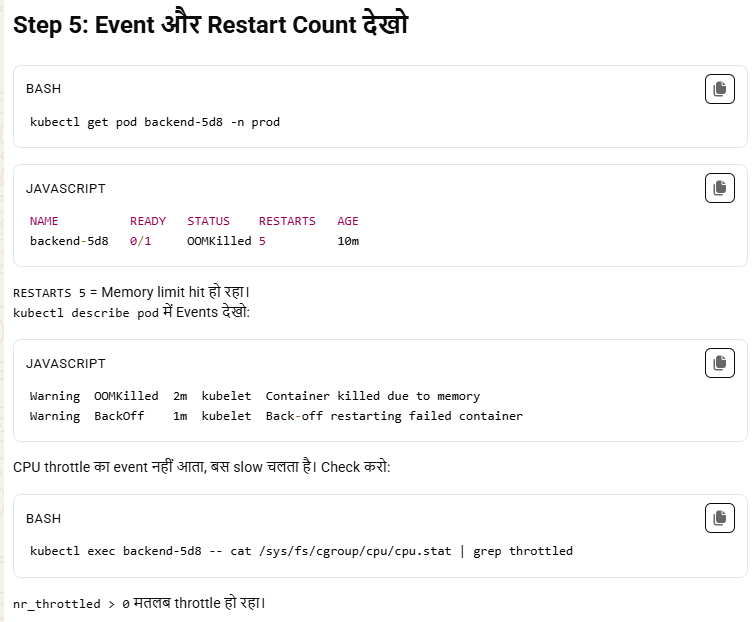 Step 5: Event और Restart Count देखो
BASH
kubectl get pod backend-5d8 -n prod
JAVASCRIPT
NAME READY STATUS RESTARTS AGE
backend-5d8 0/1 OOMKilled 5 10m
RESTARTS 5 = Memory limit hit हो रहा।
kubectl describe pod में Events देखो:
JAVASCRIPT
Warning OOMKilled 2m kubelet Container killed due to memory
Warning BackOff 1m kubelet Back-off restarting failed container
CPU throttle का event नहीं आता, बस slow चलता है। Check करो:
BASH
kubectl exec backend-5d8 -- cat /sys/fs/cgroup/cpu/cpu.stat | grep throttled
nr_throttled > 0 मतलब throttle हो रहा।